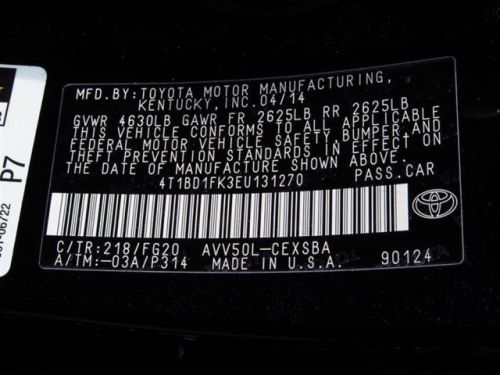 MFD. BY: TOYOTA MOTOR MANUFACTURING,
KENTUCKY, INC. 04/14
GVWR 4630LB GAWR FR 2625LB RR 2625LB
THIS VEHICLE CONFORMS TO ALL APPLICABLE
FEDERAL MOTOR VEHICLE SAFETY, BUMPER, AND
THEFT PREVENTION STANDARDS IN EFFECT ON
THE DATE OF MANUFACTURE SHOWN ABOVE.
4T1BD1FK3EU131270 PASS.CAR
C/TR:218/FG20 AVV50L-CEXSBA
A/TM:-03A/P314 MADE IN U.S.A. 90124
P7